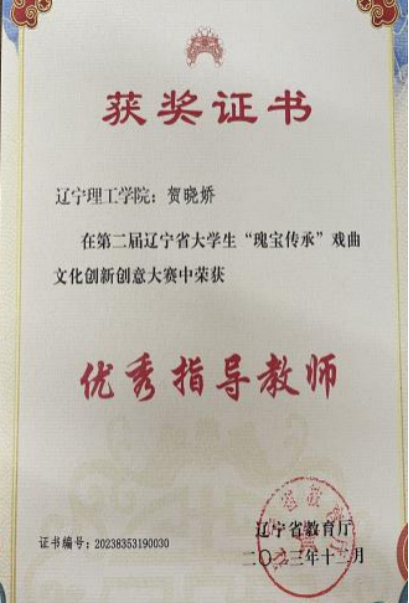 获奖证书
辽宁理工学院：贺晓娇
在第二届辽宁省大学生“瑰宝传承”戏曲
文化创新创意大赛中荣获
优秀指导教师
辽宁省教育厅
证书编号：20238353190030
二〇二三年十二月